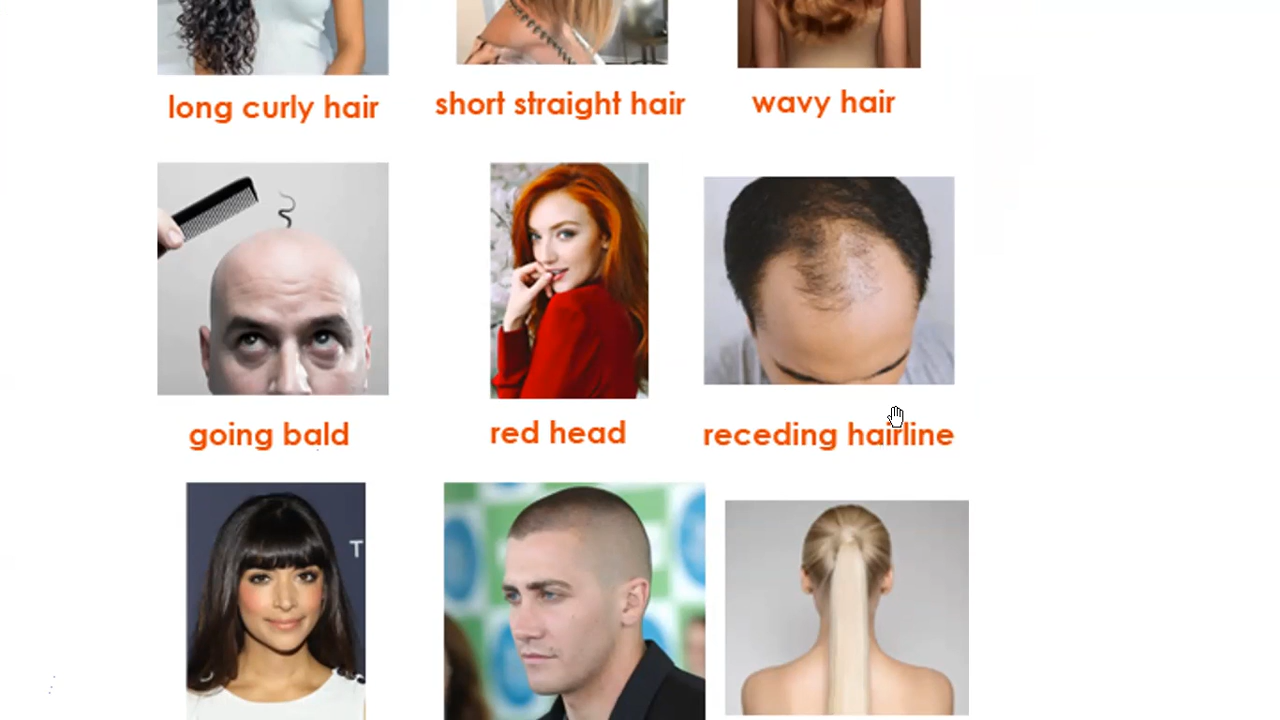 long curly hair
short straight hair
wavy hair
going bald
red head
receding hairline
T